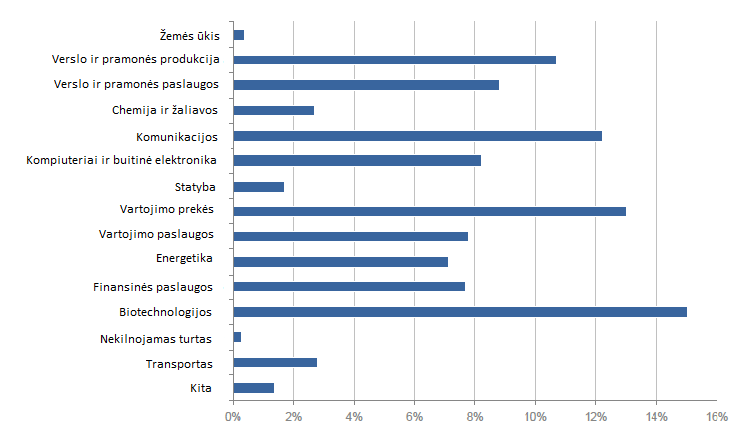 Žemės ūkis
Verslo ir pramonės produkcija
Verslo ir pramonės paslaugos
Chemija ir žaliavos
Komunikacijos
Kompiuteriai ir buitinė elektronika
Statyba
Vartojimo prekės
Vartojimo paslaugos
Energetika
Finansinės paslaugos
Biotechnologijos
Nekilnojamas turtas
Transportas
Kita
0% 2% 4% 6% 8% 10% 12% 14% 16%